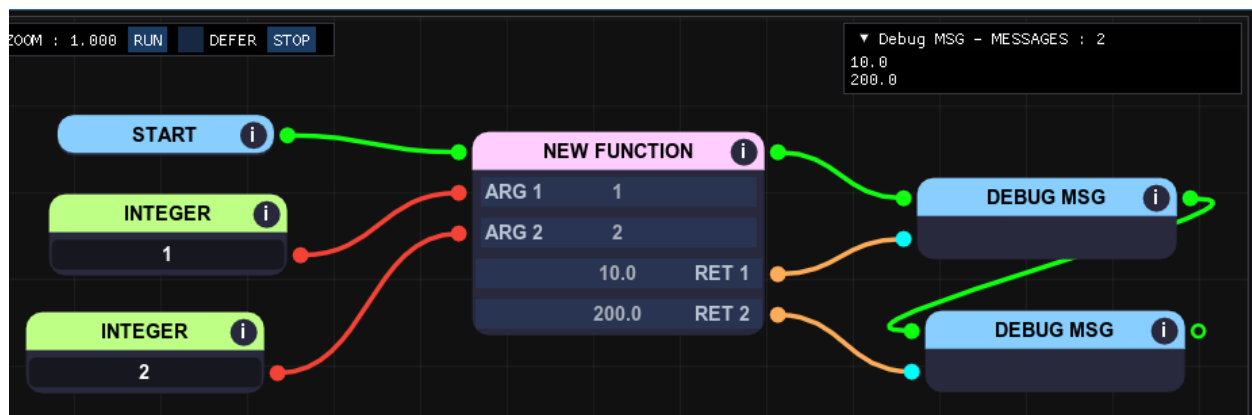 ZOOM : 1.000 RUN DEFER STOP
▼ Debug MSG - MESSAGES : 2
10.0
200.0
START i
INTEGER i
1
INTEGER i
2
NEW FUNCTION i
ARG 1 1
ARG 2 2
10.0 RET 1
200.0 RET 2
DEBUG MSG i
DEBUG MSG i